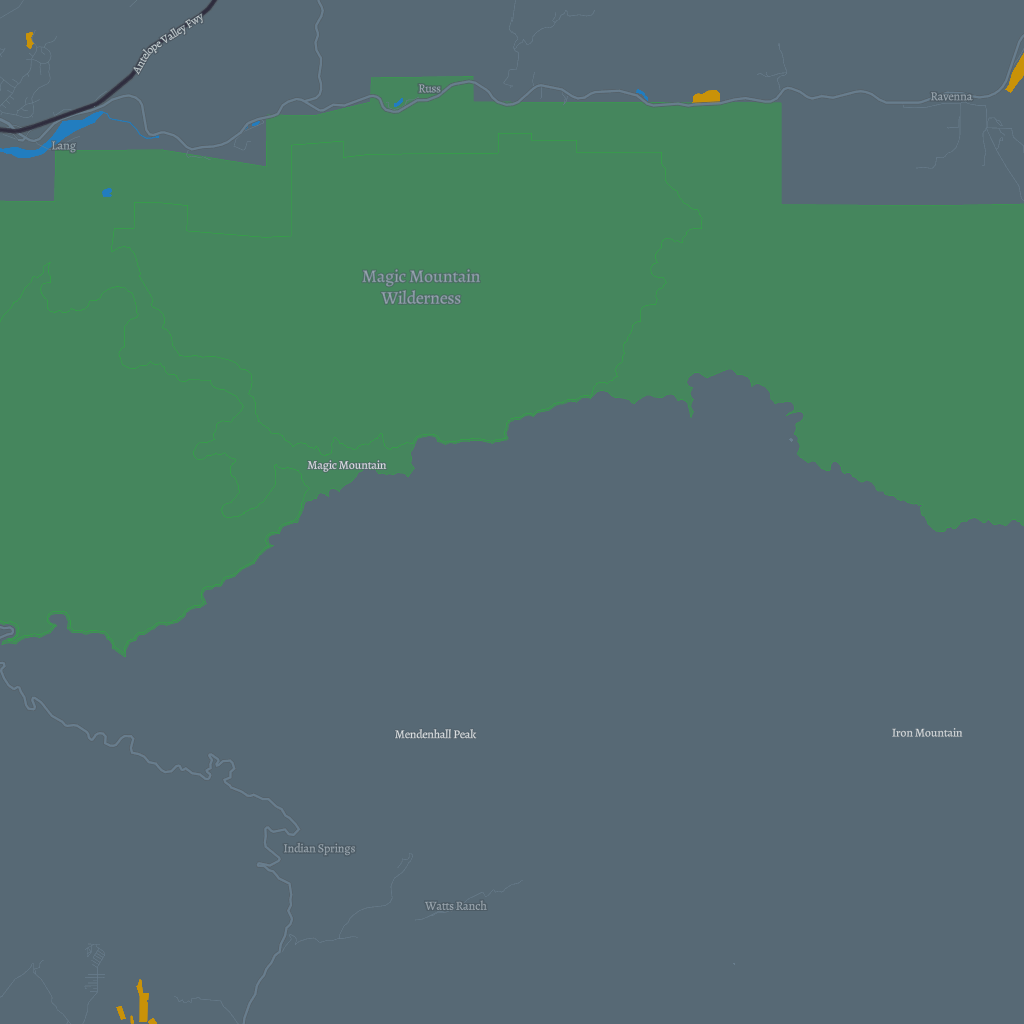 Antelope Valley Fwy
Russ
Ravenna
Lang
Magic Mountain
Wilderness
Magic Mountain
Mendenhall Peak
Iron Mountain
Indian Springs
Watts Ranch